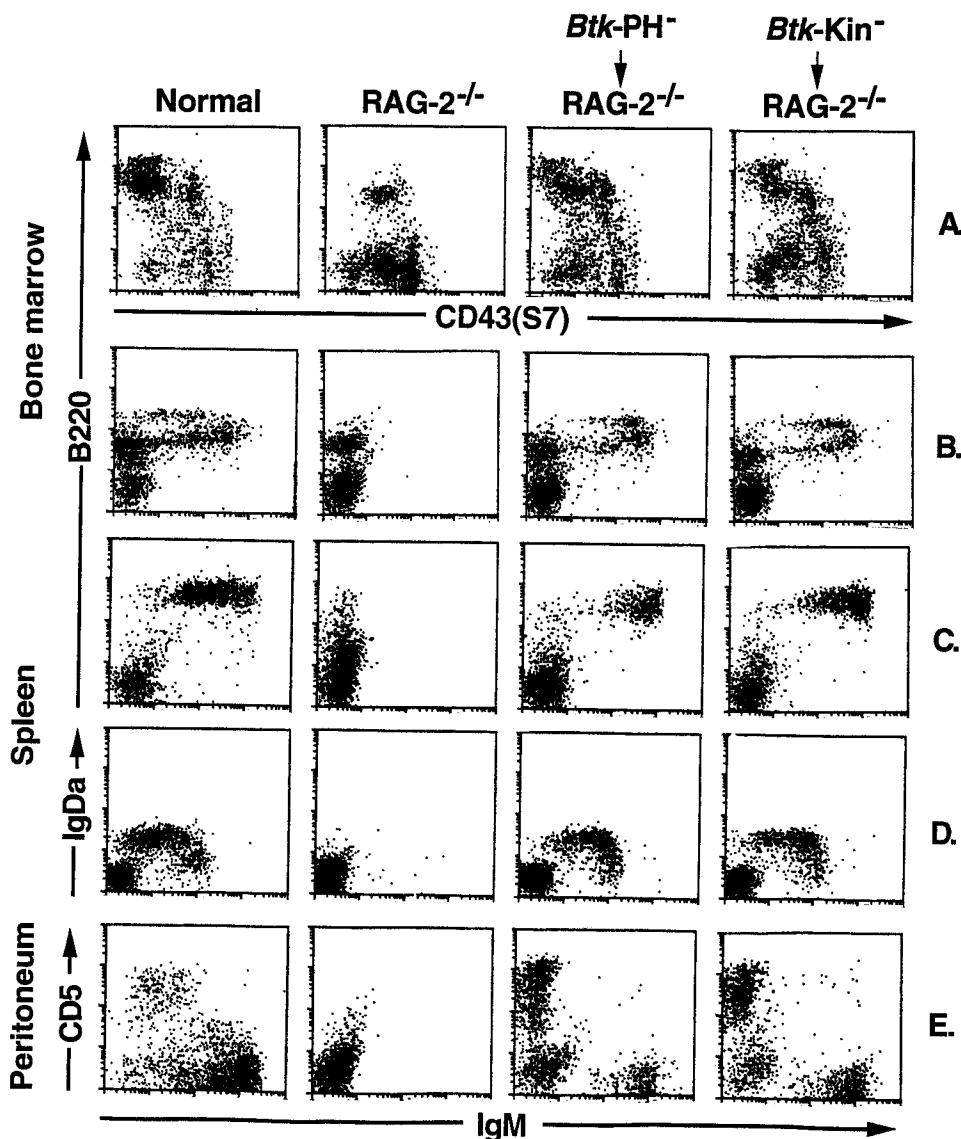 Btk-PH⁻ Btk-Kin⁻
Normal RAG-2⁻/⁻ RAG-2⁻/⁻ RAG-2⁻/⁻
Bone marrow
B220
A.
CD43(S7)
B.
C.
Spleen
IgDa
D.
Peritoneum
CD5
E.
IgM